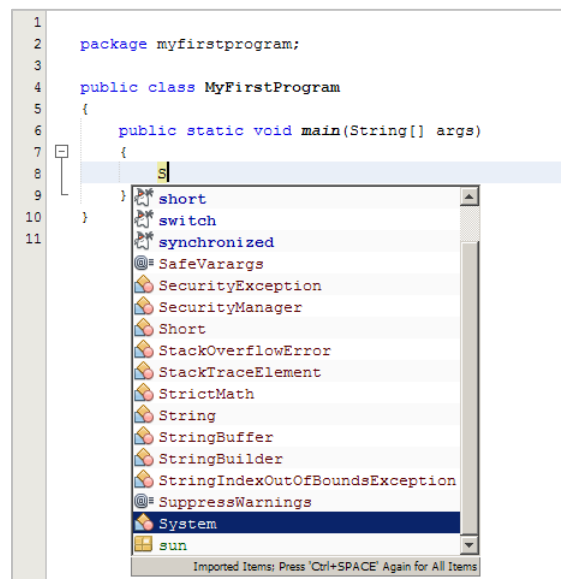 1
2 package myfirstprogram;
3
4 public class MyFirstProgram
5 {
6 public static void main(String[] args)
7 {
8 S
9 }
10 }
11
short
switch
synchronized
SafeVarargs
SecurityException
SecurityManager
Short
StackOverflowError
StackTraceElement
StrictMath
String
StringBuffer
StringBuilder
StringIndexOutOfBoundsException
SuppressWarnings
System
sun
Imported Items; Press 'Ctrl+SPACE' Again for All Items